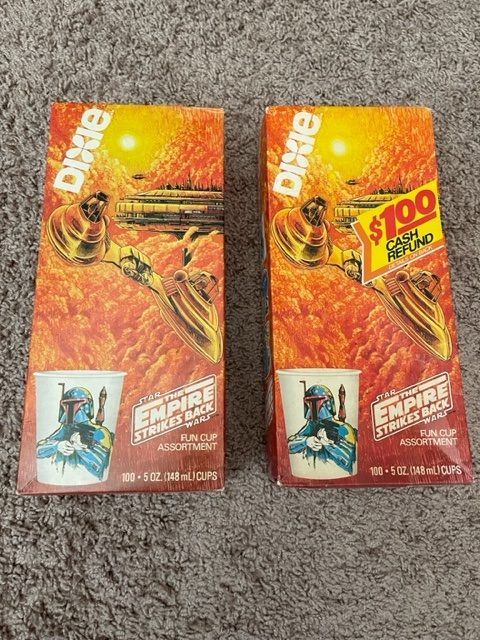 DIXIE
STAR
THE
EMPIRE
STRIKES BACK
WARS
FUN CUP
ASSORTMENT
100 • 5 OZ. (148 mL) CUPS
DIXIE
$1.00
CASH
REFUND
STAR
THE
EMPIRE
STRIKES BACK
WARS
FUN CUP
ASSORTMENT
100 • 5 OZ. (148 mL) CUPS